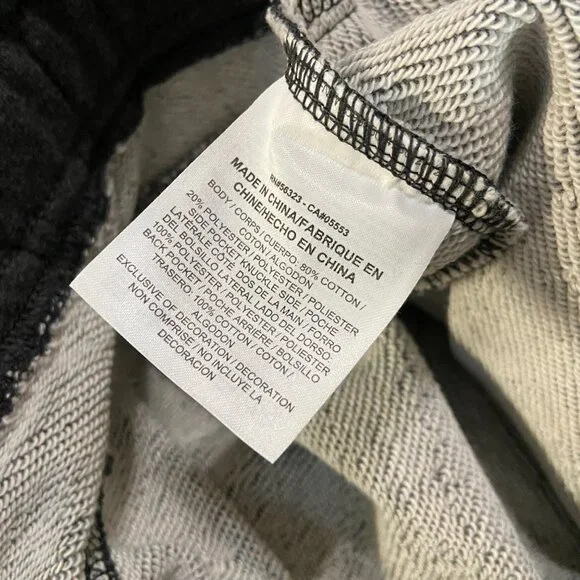 RN#56323 - CA#05553
MADE IN CHINA/FABRIQUE EN
CHINE/HECHO EN CHINA
BODY / CORPS / CUERPO: 80% COTTON /
COTON / ALGODON
20% POLYESTER / POLYESTER / POLIESTER
SIDE POCKET KNUCKLE SIDE / POCHE
LATERALE CÔTÉ JOS DE LA MAIN / FORRO
DEL BOLSILLO LATERAL LADO DEL DORSO:
100% POLYESTER / POLYESTER / POLIESTER
BACK POCKET / POCHE ARRIÈRE / BOLSILLO
TRASERO: 100% COTTON / COTON /
ALGODON
EXCLUSIVE OF DECORATION / DECORATION
NON COMPRISE / NO INCLUYE LA
DECORACION